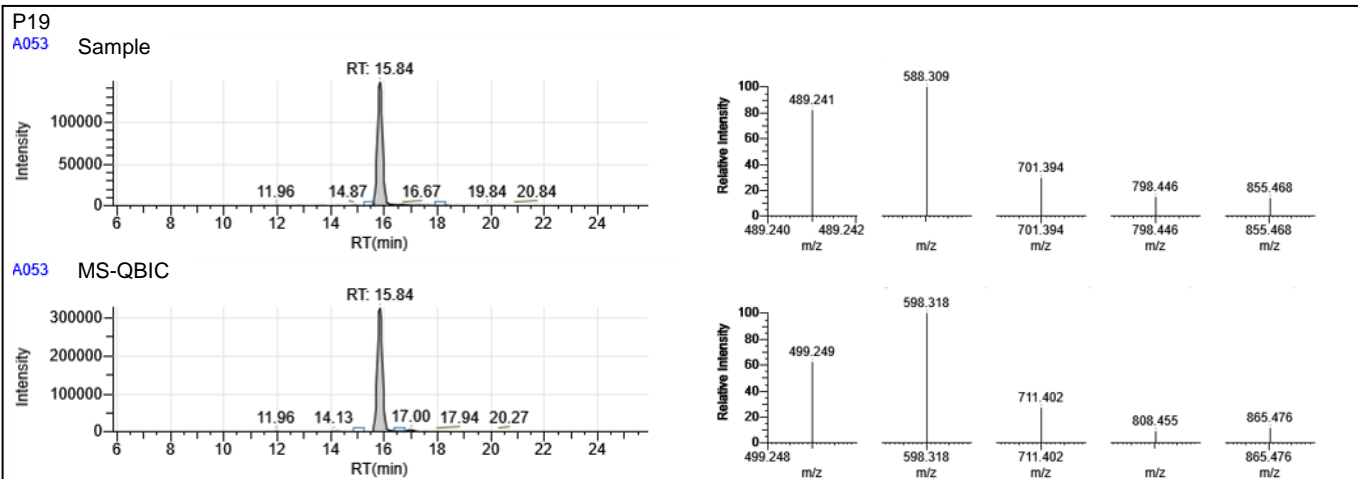 P19
A053 Sample
RT: 15.84
Intensity
100000
50000
0
11.96 14.87 16.67 19.84 20.84
6 8 10 12 14 16 18 20 22 24
RT(min)
Relative Intensity
100
80
60
40
20
0
489.241
588.309
701.394
798.446
855.468
489.240 489.242 701.394 798.446 855.468
m/z m/z m/z m/z m/z
A053 MS-QBIC
RT: 15.84
Intensity
300000
200000
100000
0
11.96 14.13 17.00 17.94 20.27
6 8 10 12 14 16 18 20 22 24
RT(min)
Relative Intensity
100
80
60
40
20
0
499.249
598.318
711.402
808.455
865.476
499.248 598.318 711.402 865.476
m/z m/z m/z m/z m/z